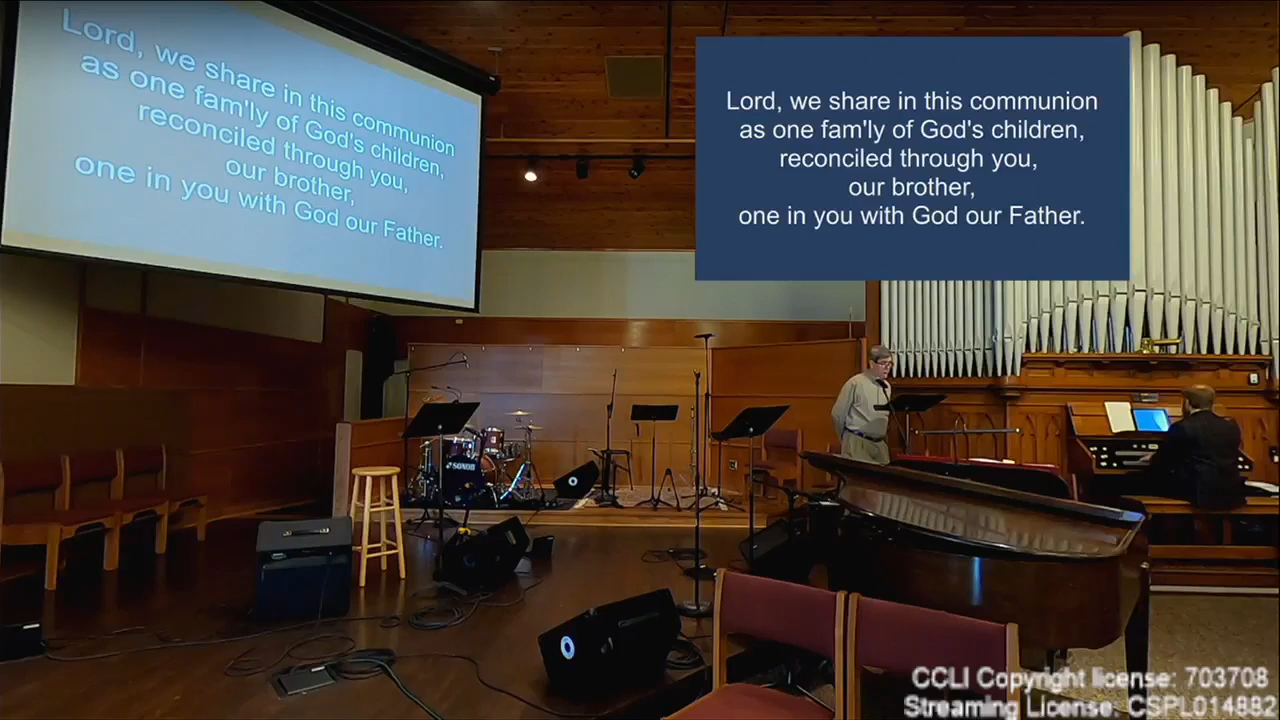 Lord, we share in this communion
as one fam'ly of God's children,
reconciled through you,
our brother,
one in you with God our Father.
Lord, we share in this communion
as one fam'ly of God's children,
reconciled through you,
our brother,
one in you with God our Father.
SONOR
CCLI Copyright license: 703708
Streaming License: CSPL014882